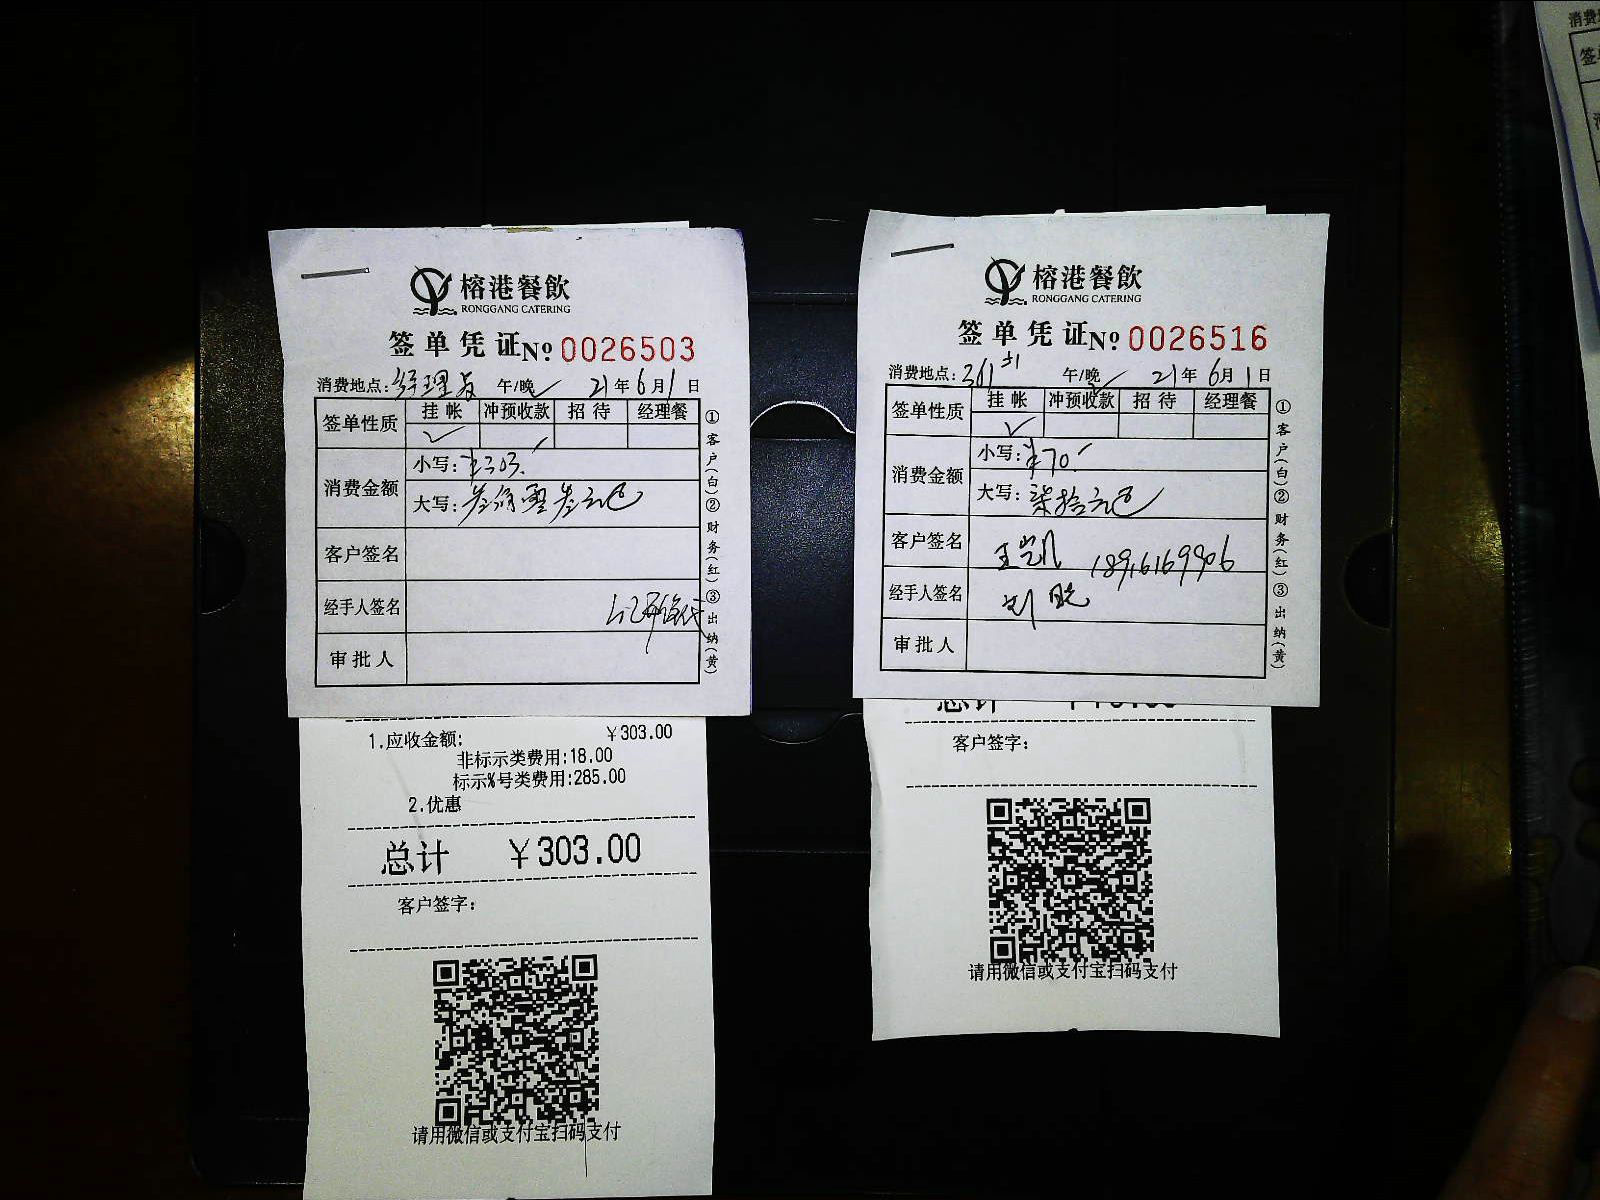 榕港餐飲
RONGGANG CATERING
签单凭证No 0026503
消费地点: 经理 午/晚✓ 21年6月1日
签单性质 挂帐 冲预收款 招待 经理餐
✓
消费金额 小写: ¥303.
大写: 叁佰零叁元
客户签名
经手人签名
审批人
①客户(白)②财务(红)③出纳(黄)
1.应收金额: ¥303.00
非标示类费用:18.00
标示%号类费用:285.00
2.优惠
总计 ¥303.00
客户签字:
请用微信或支付宝扫码支付
榕港餐飲
RONGGANG CATERING
签单凭证No 0026516
消费地点: 361 午/晚✓ 21年6月1日
签单性质 挂帐 冲预收款 招待 经理餐
✓
消费金额 小写: ¥70.
大写: 柒拾元
客户签名 王凯 18916169906
经手人签名 刘
审批人
①客户(白)②财务(红)③出纳(黄)
总计
客户签字:
请用微信或支付宝扫码支付
消费
签